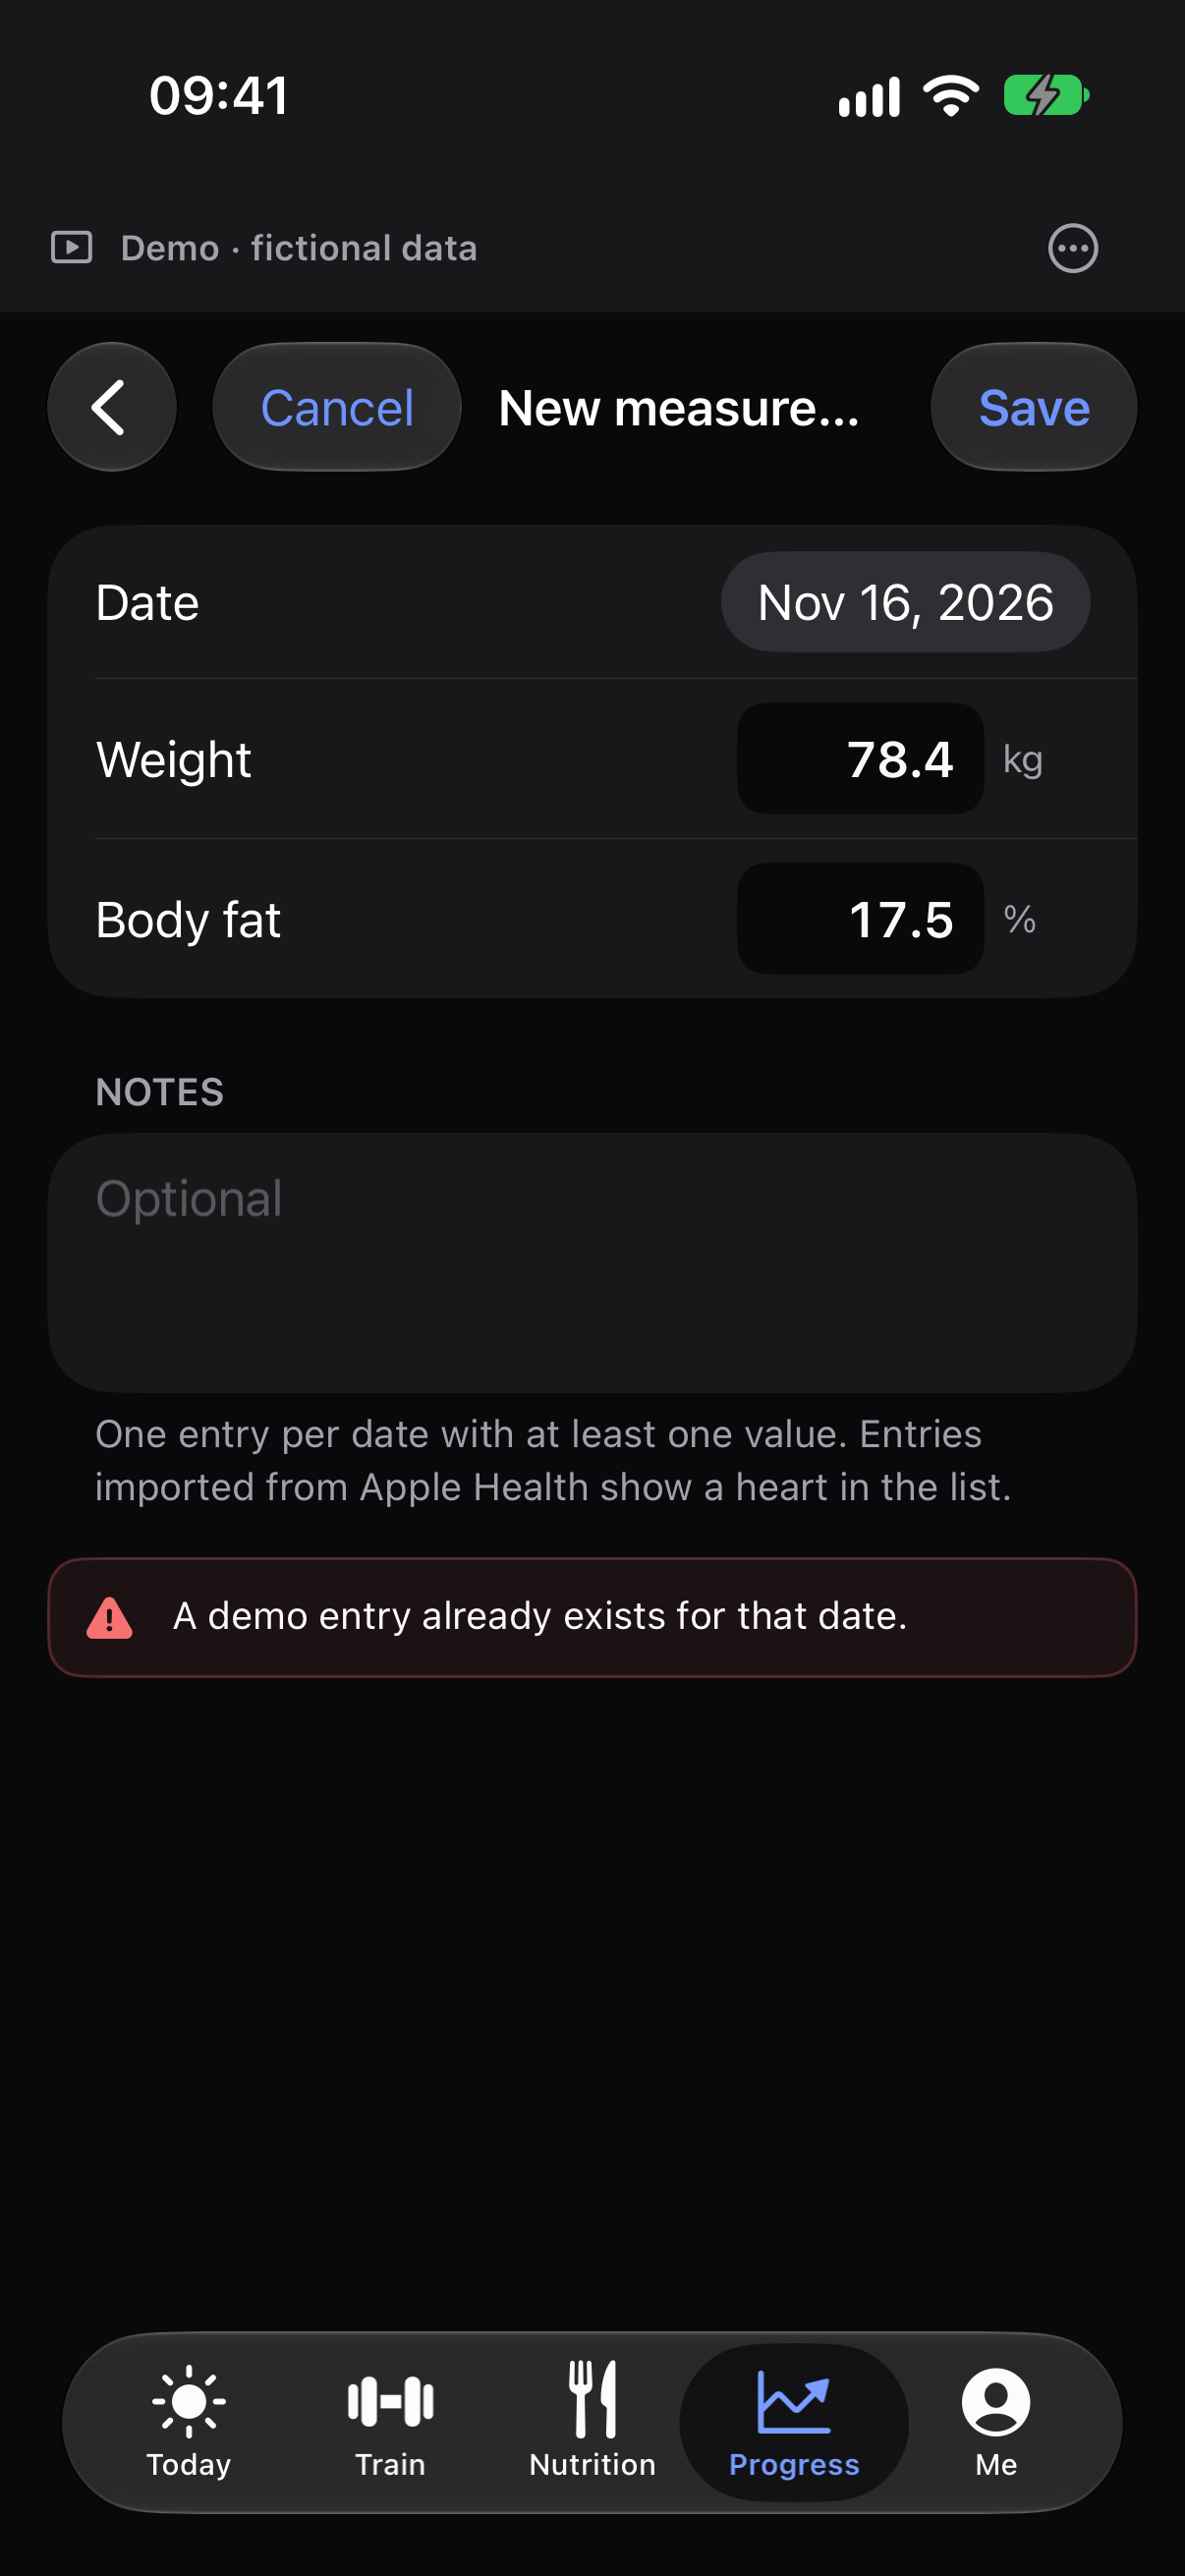 09:41
Demo · fictional data
Cancel
New measure...
Save
Date
Nov 16, 2026
Weight
78.4 kg
Body fat
17.5 %
NOTES
Optional
One entry per date with at least one value. Entries
imported from Apple Health show a heart in the list.
A demo entry already exists for that date.
Today
Train
Nutrition
Progress
Me